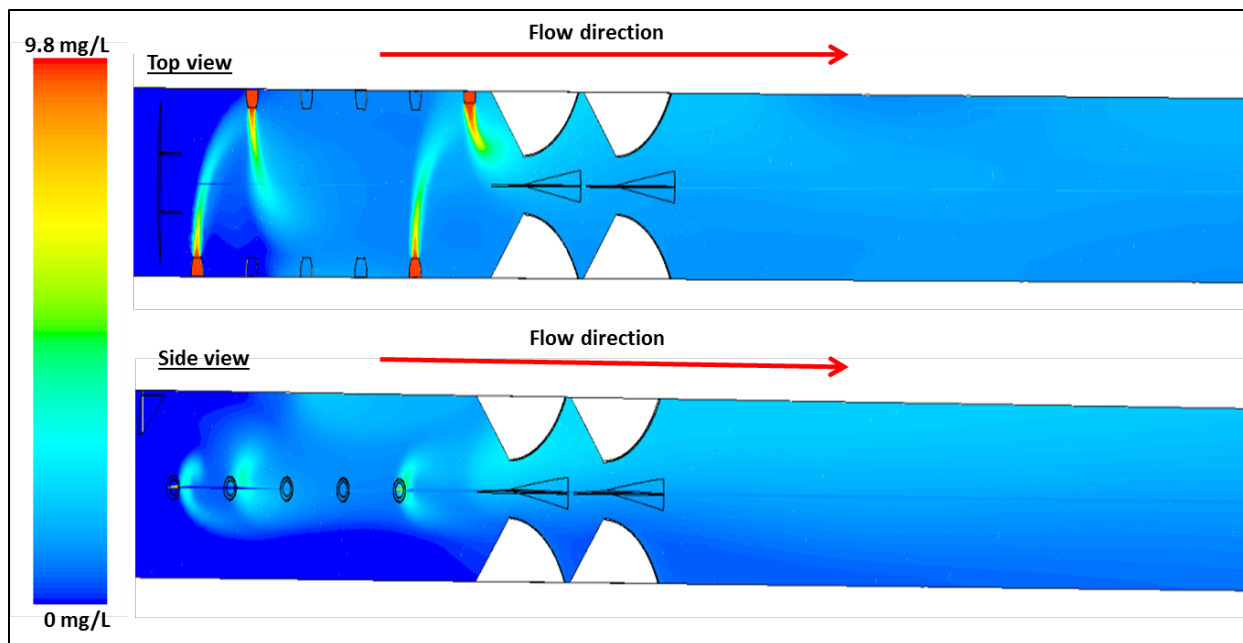 9.8 mg/L
Flow direction
Top view
Flow direction
Side view
0 mg/L